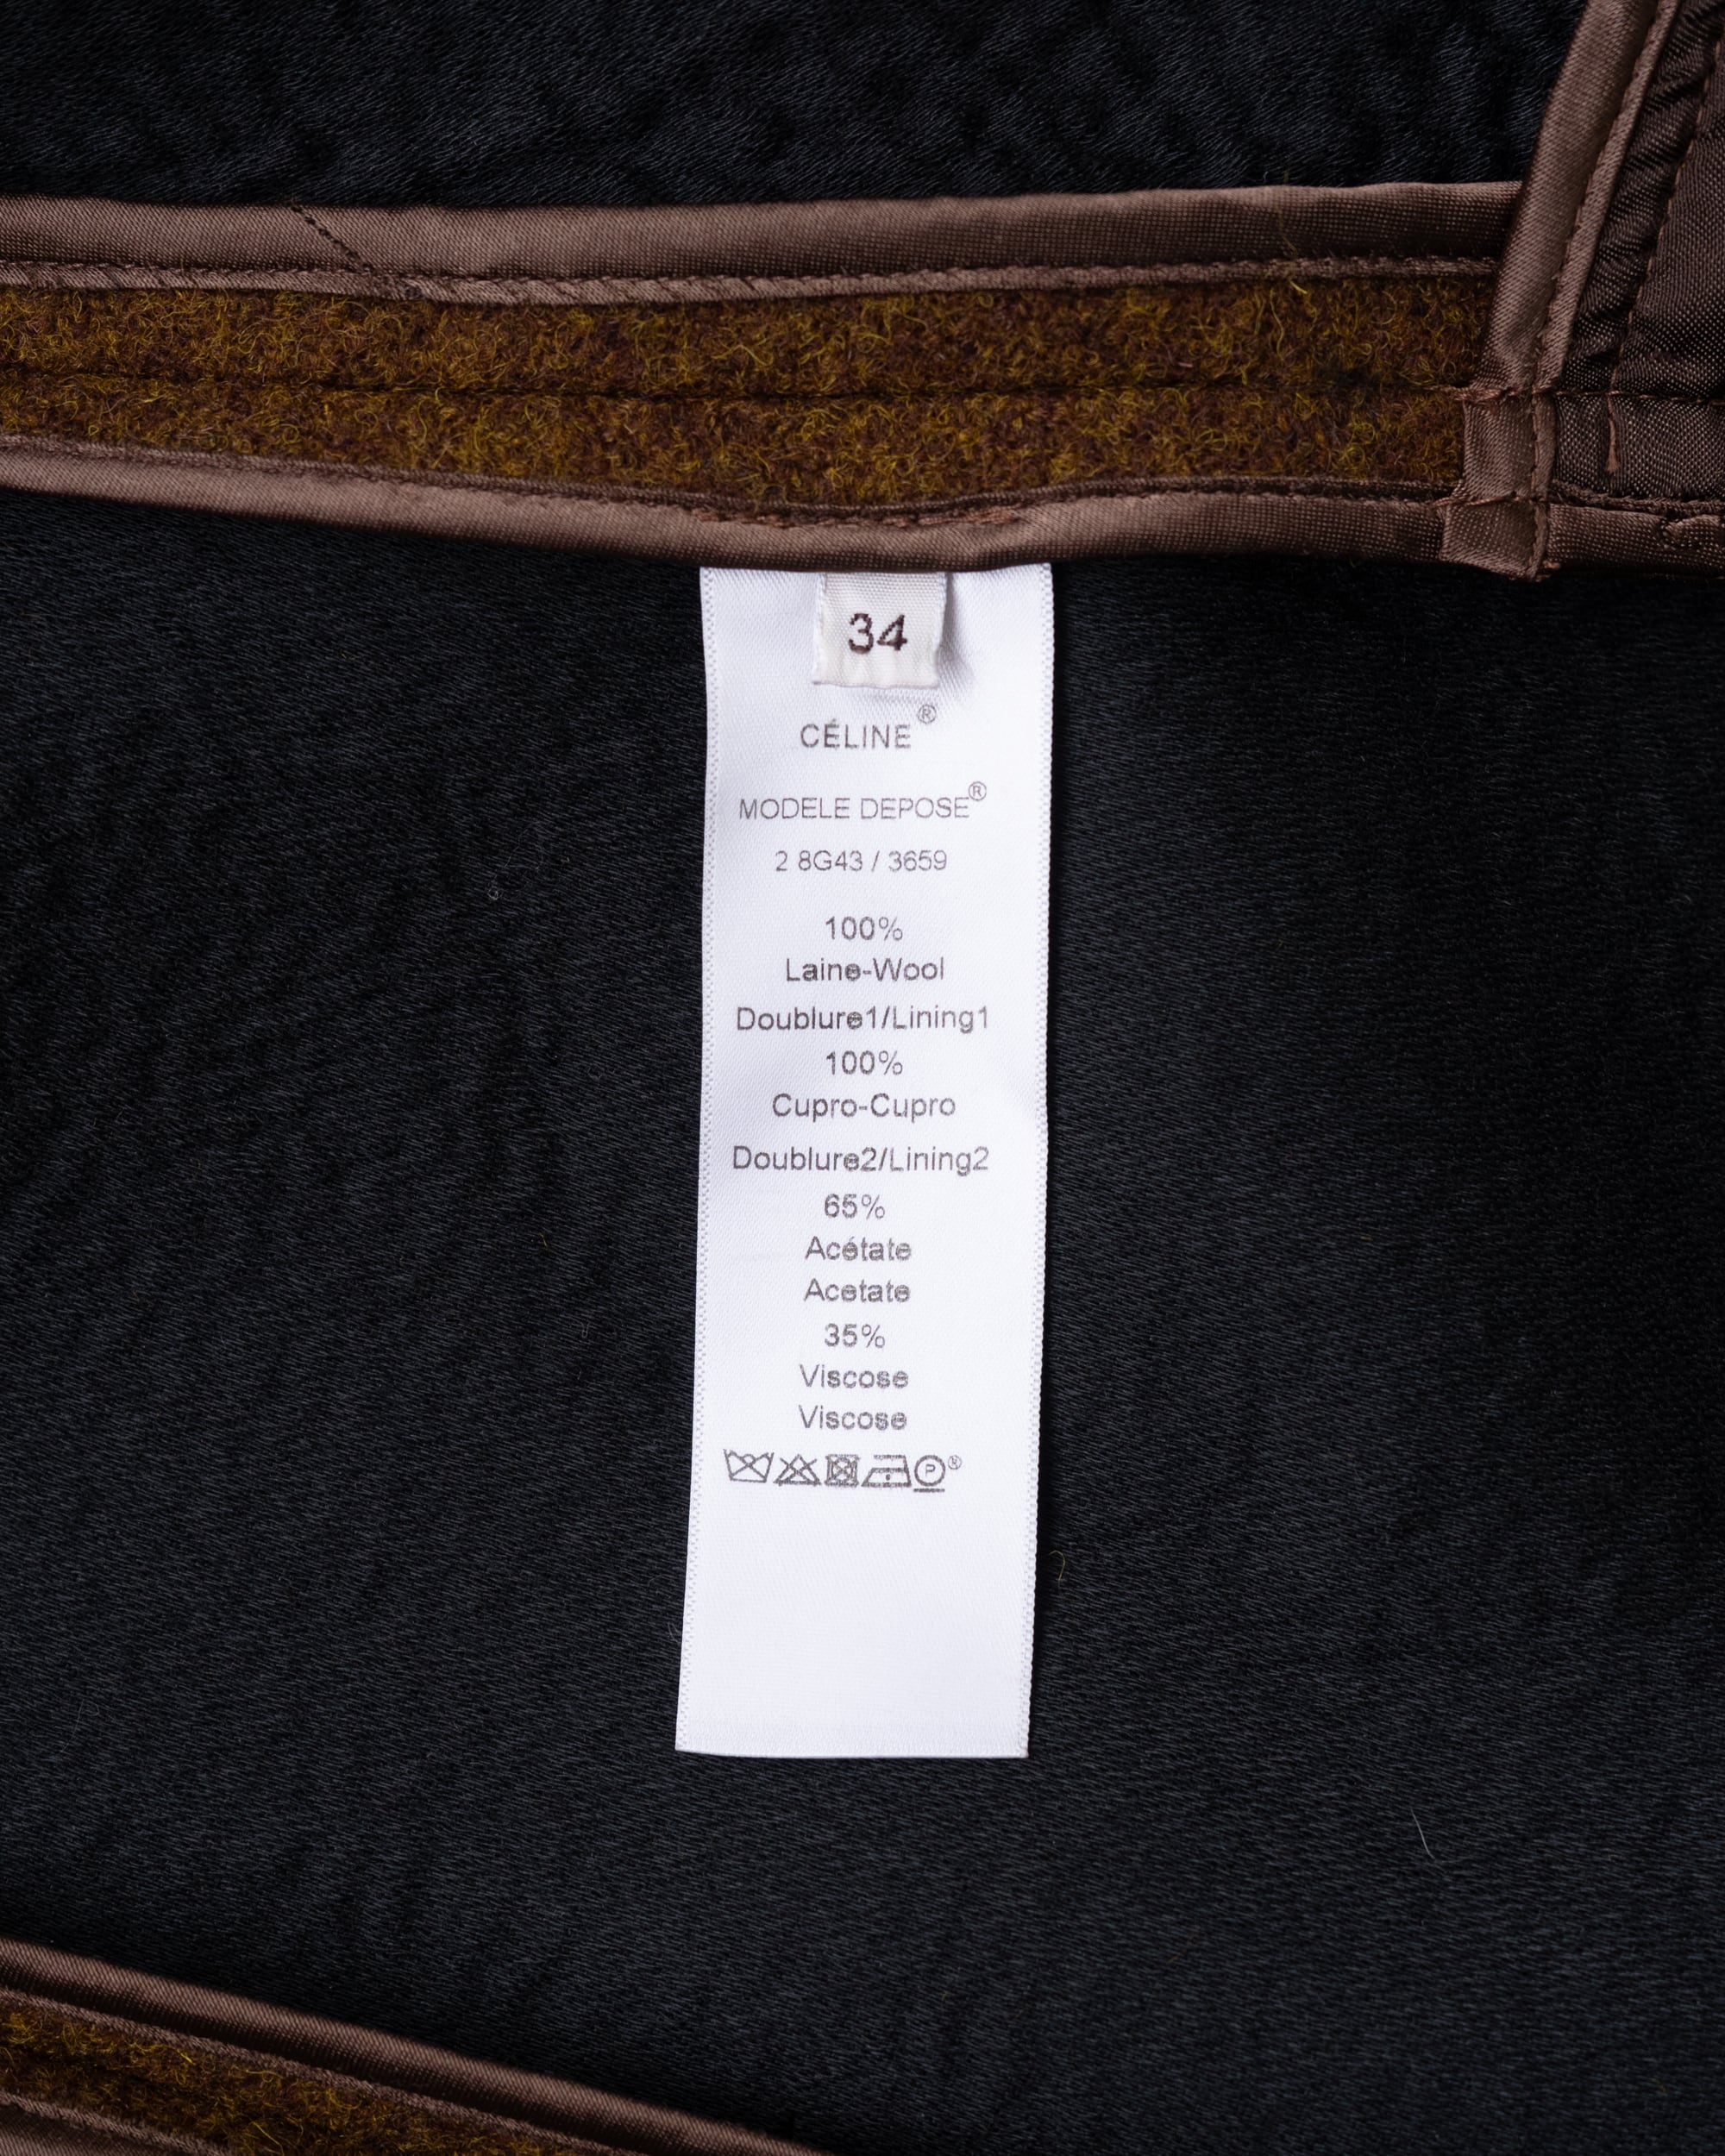 34
CÉLINE®
MODELE DEPOSE®
2 8G43 / 3659
100%
Laine-Wool
Doublure1/Lining1
100%
Cupro-Cupro
Doublure2/Lining2
65%
Acétate
Acetate
35%
Viscose
Viscose
P®